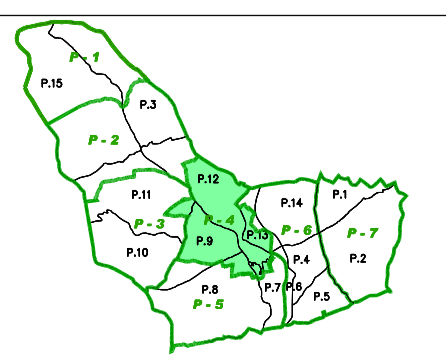 P - 1
P.15
P.3
P - 2
P.12
P.11
P.14
P.1
P - 3
P - 4
P - 6
P - 7
P.13
P.9
P.10
P.4
P.2
P.8
P.7
P.6
P.5
P - 5